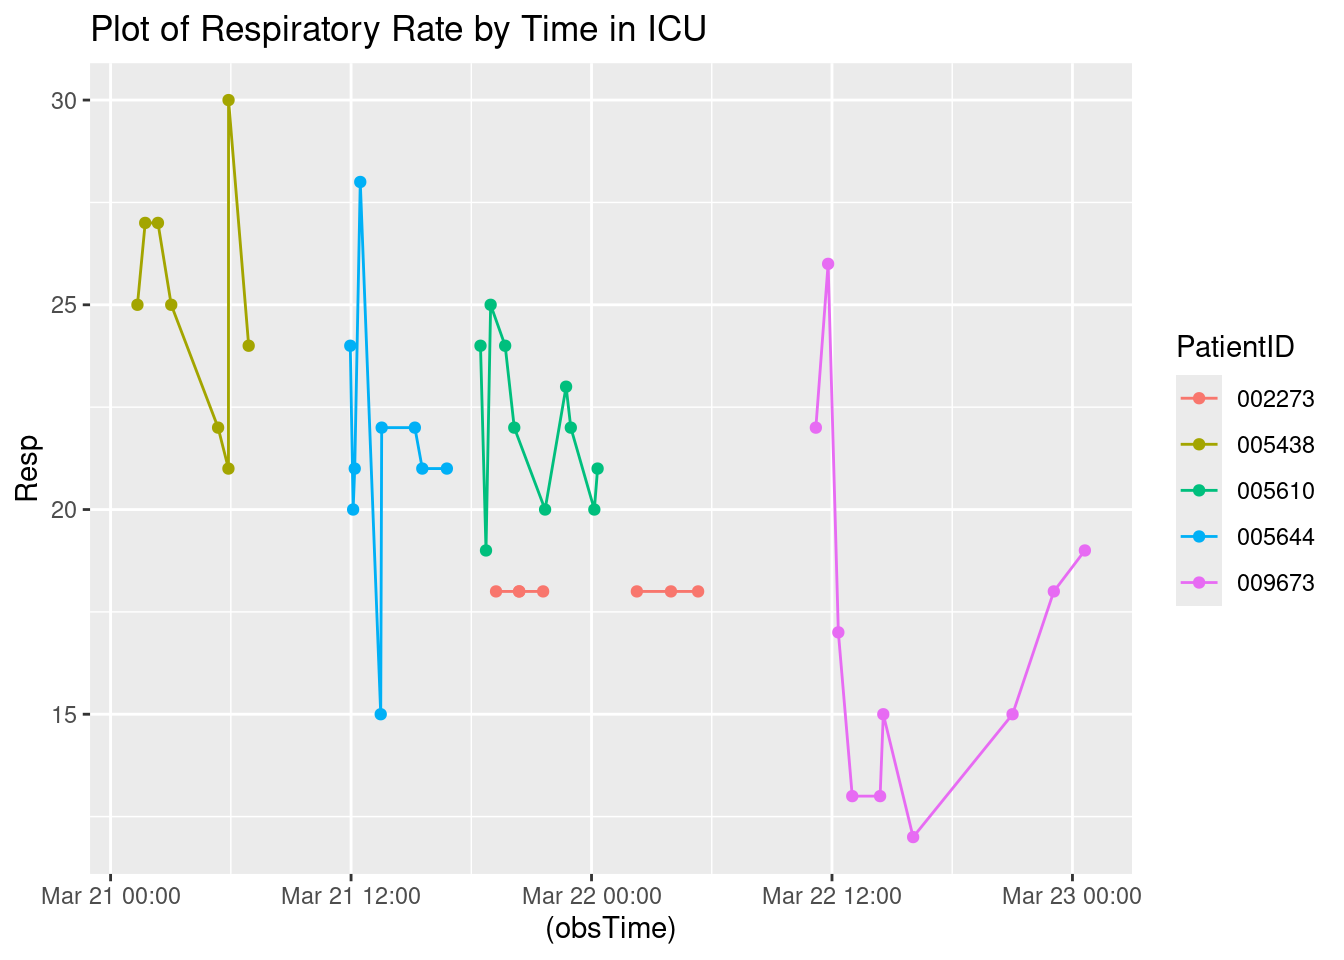 Plot of Respiratory Rate by Time in ICU
30
25
20
15
Resp
Mar 21 00:00
Mar 21 12:00
Mar 22 00:00
Mar 22 12:00
Mar 23 00:00
(obsTime)
PatientID
002273
005438
005610
005644
009673